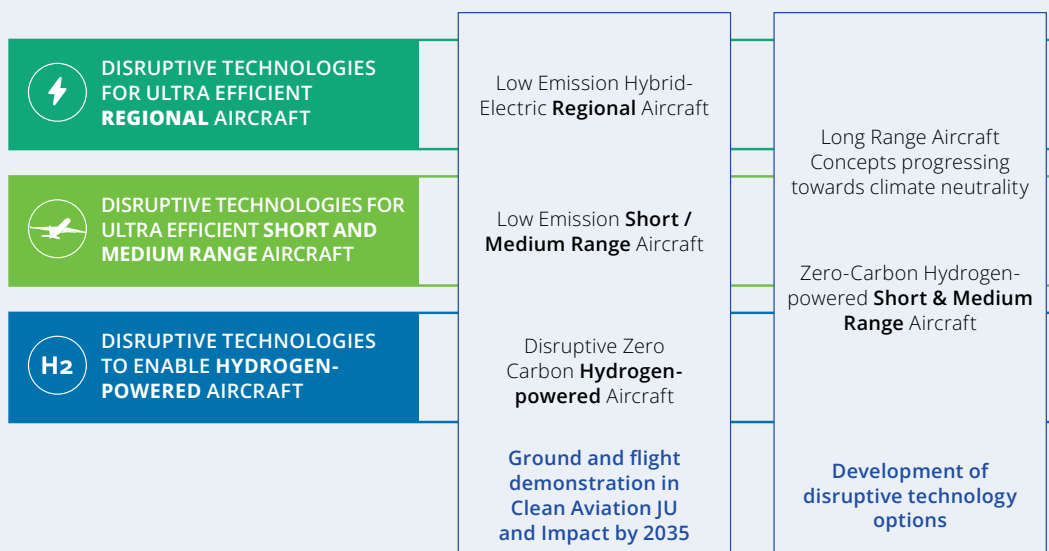 DISRUPTIVE TECHNOLOGIES
FOR ULTRA EFFICIENT
REGIONAL AIRCRAFT
Low Emission Hybrid-
Electric Regional Aircraft
DISRUPTIVE TECHNOLOGIES FOR
ULTRA EFFICIENT SHORT AND
MEDIUM RANGE AIRCRAFT
Low Emission Short /
Medium Range Aircraft
H2
DISRUPTIVE TECHNOLOGIES
TO ENABLE HYDROGEN-
POWERED AIRCRAFT
Disruptive Zero
Carbon Hydrogen-
powered Aircraft
Ground and flight
demonstration in
Clean Aviation JU
and Impact by 2035
Long Range Aircraft
Concepts progressing
towards climate neutrality
Zero-Carbon Hydrogen-
powered Short & Medium
Range Aircraft
Development of
disruptive technology
options